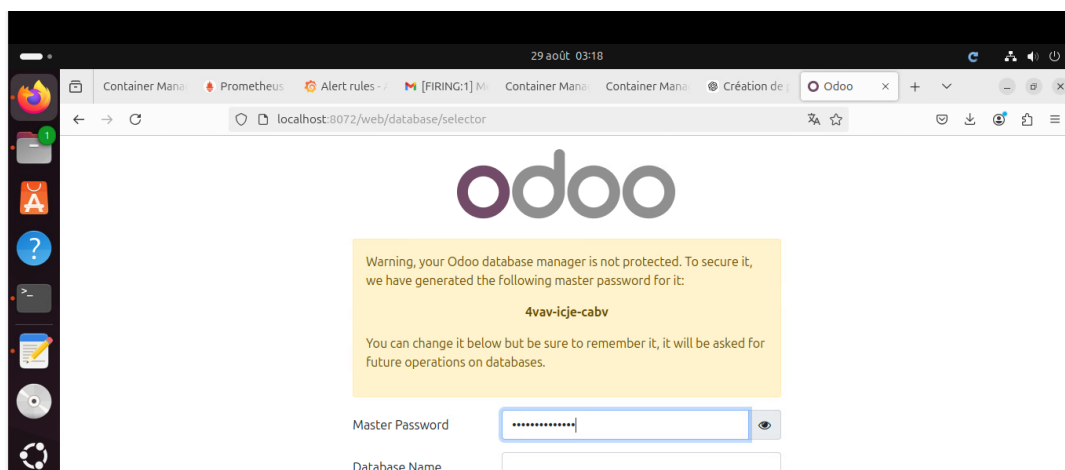 29 août 03:18
Container Mana
Prometheus
Alert rules - A
[FIRING:1] M
Container Mana
Container Mana
Création de p
Odoo
localhost:8072/web/database/selector
1
odoo
Warning, your Odoo database manager is not protected. To secure it,
we have generated the following master password for it:
4vav-icje-cabv
You can change it below but be sure to remember it, it will be asked for
future operations on databases.
Master Password
Database Name